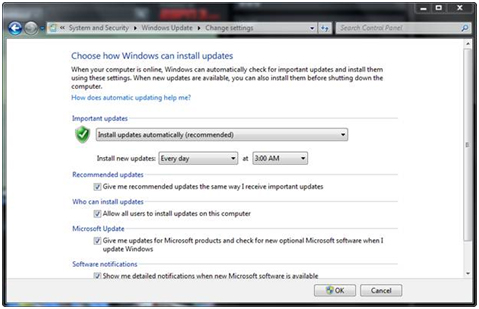 ESPN
« System and Security ▸ Windows Update ▸ Change settings
Search Control Panel
Choose how Windows can install updates
When your computer is online, Windows can automatically check for important updates and install them
using these settings. When new updates are available, you can also install them before shutting down the
computer.
How does automatic updating help me?
Important updates
Install updates automatically (recommended)
Install new updates: Every day at 3:00 AM
Recommended updates
Give me recommended updates the same way I receive important updates
Who can install updates
Allow all users to install updates on this computer
Microsoft Update
Give me updates for Microsoft products and check for new optional Microsoft software when I
update Windows
Software notifications
Show me detailed notifications when new Microsoft software is available
OK Cancel